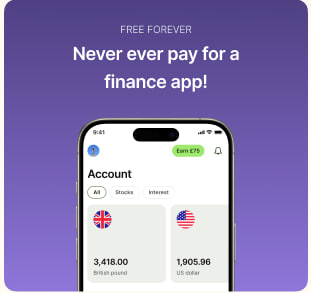 FREE FOREVER
Never ever pay for a
finance app!
9:41
Earn £75
Account
All Stocks Interest
3,418.00 1,905.96
British pound US dollar